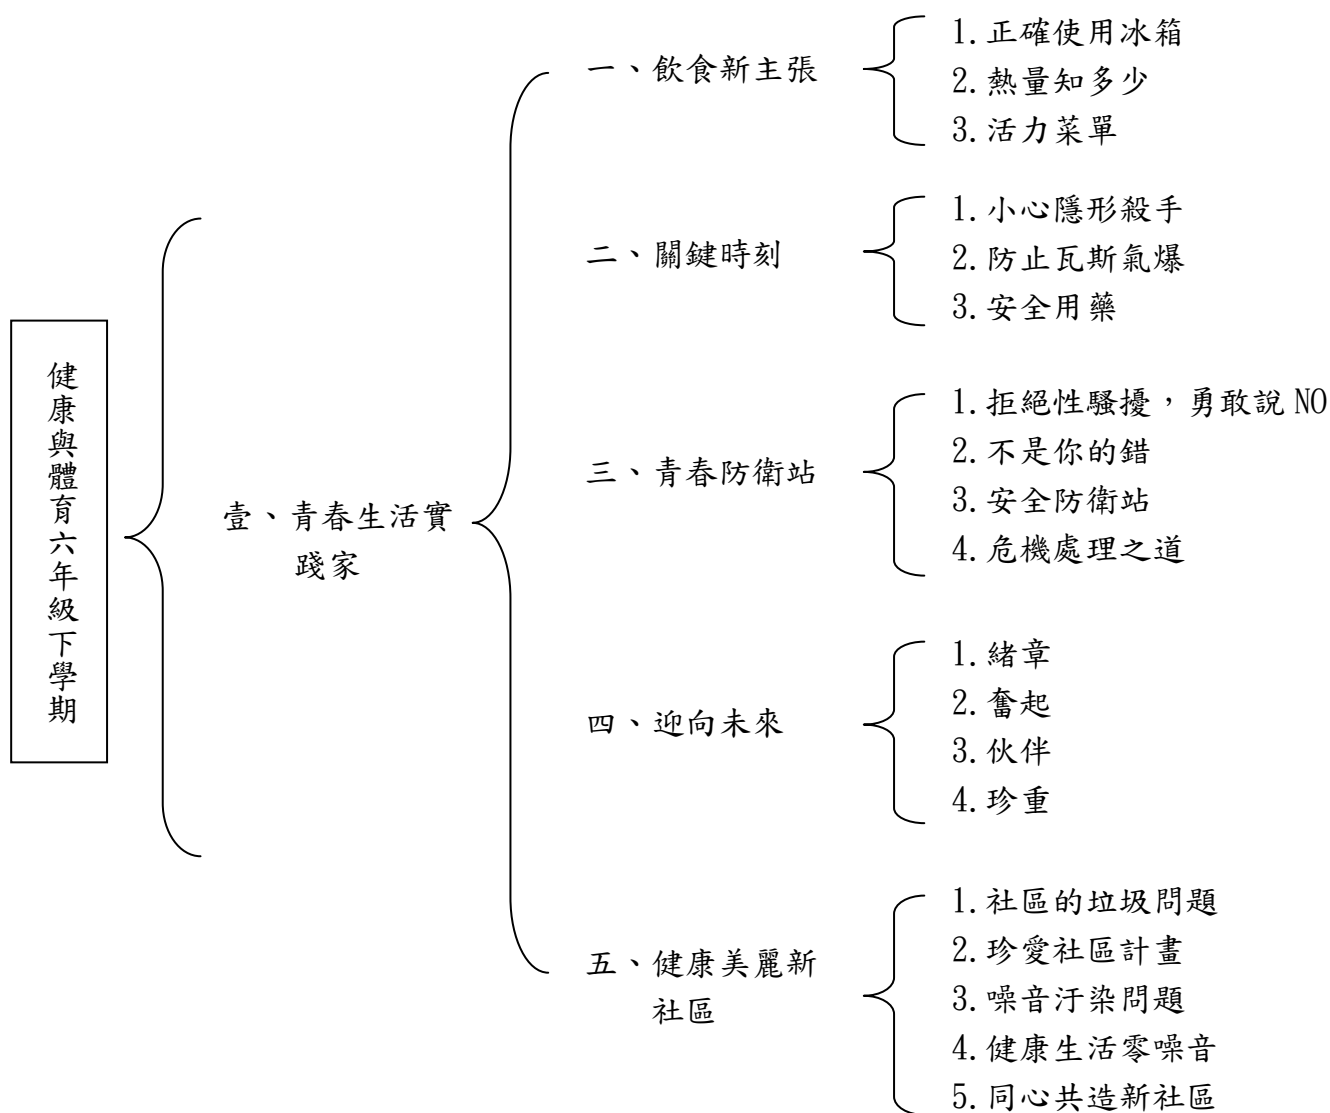 健康與體育六年級下學期
壹、青春生活實
踐家
一、飲食新主張
1.正確使用冰箱
2.熱量知多少
3.活力菜單
二、關鍵時刻
1.小心隱形殺手
2.防止瓦斯氣爆
3.安全用藥
三、青春防衛站
1.拒絕性騷擾，勇敢說 NO
2.不是你的錯
3.安全防衛站
4.危機處理之道
四、迎向未來
1.緒章
2.奮起
3.伙伴
4.珍重
五、健康美麗新
社區
1.社區的垃圾問題
2.珍愛社區計畫
3.噪音汙染問題
4.健康生活零噪音
5.同心共造新社區